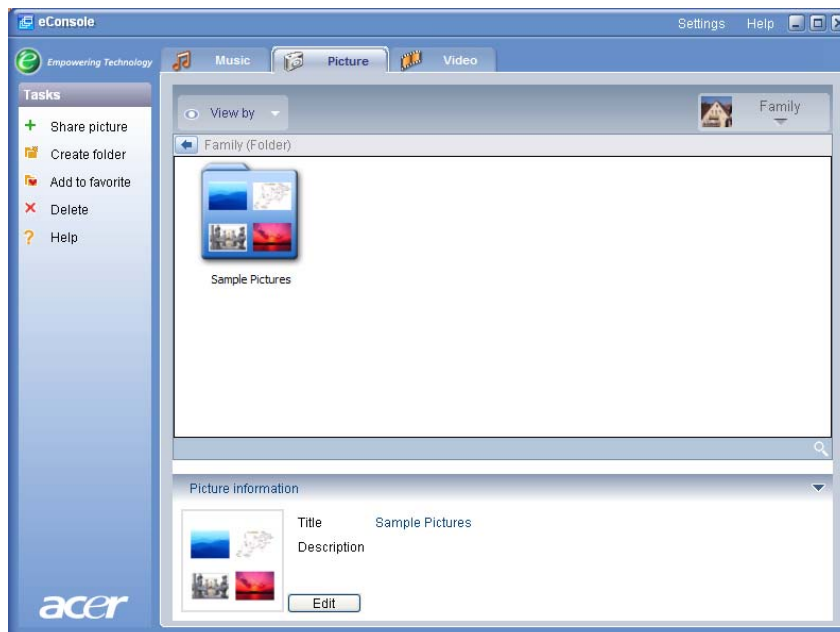 eConsole
Settings Help
Empowering Technology
Music Picture Video
Tasks
Share picture
Create folder
Add to favorite
Delete
Help
View by
Family
Family (Folder)
Sample Pictures
Picture information
Title Sample Pictures
Description
Edit
acer